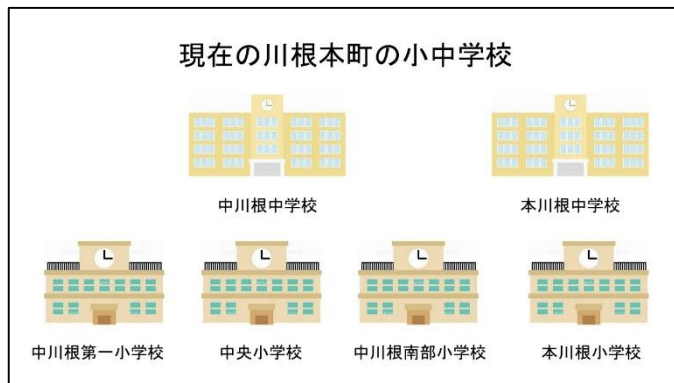 現在の川根本町の小中学校
中川根中学校 本川根中学校
中川根第一小学校 中央小学校 中川根南部小学校 本川根小学校